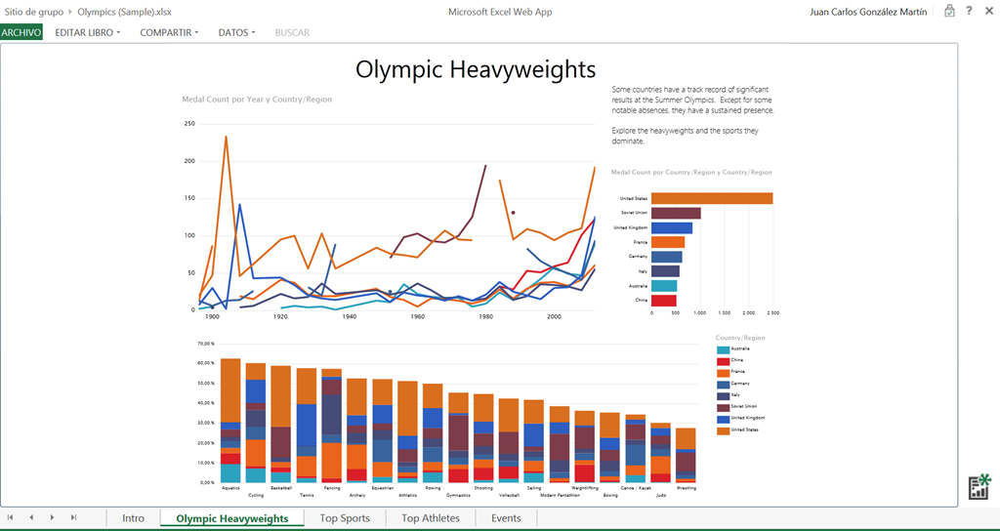 Sitio de grupo Olympics (Sample).xlsx
Microsoft Excel Web App
Juan Carlos González Martín
ARCHIVO EDITAR LIBRO COMPARTIR DATOS BUSCAR
Olympic Heavyweights
Medal Count por Year y Country/Region
250
200
150
100
50
0
1900 1920 1940 1960 1980 2000
Some countries have a track record of significant
results at the Summer Olympics. Except for some
notable absences, they have a sustained presence.
Explore the heavyweights and the sports they
dominate.
Medal Count por Country/Region y Country/Region
United States
Soviet Union
United Kingdom
France
Germany
Italy
Australia
China
0 500 1.000 1.500 2.000 2.500
70,00 %
60,00 %
50,00 %
40,00 %
30,00 %
20,00 %
10,00 %
0,00 %
Aquatics Basketball Fencing Equestrian Rowing Shooting Sailing Weightlifting Canoe / Kayak Wrestling
Cycling Tennis Archery Athletics Gymnastics Volleyball Modern Pentathlon Boxing Judo
Country/Region
Australia
China
France
Germany
Italy
Soviet Union
United Kingdom
United States
Intro Olympic Heavyweights Top Sports Top Athletes Events